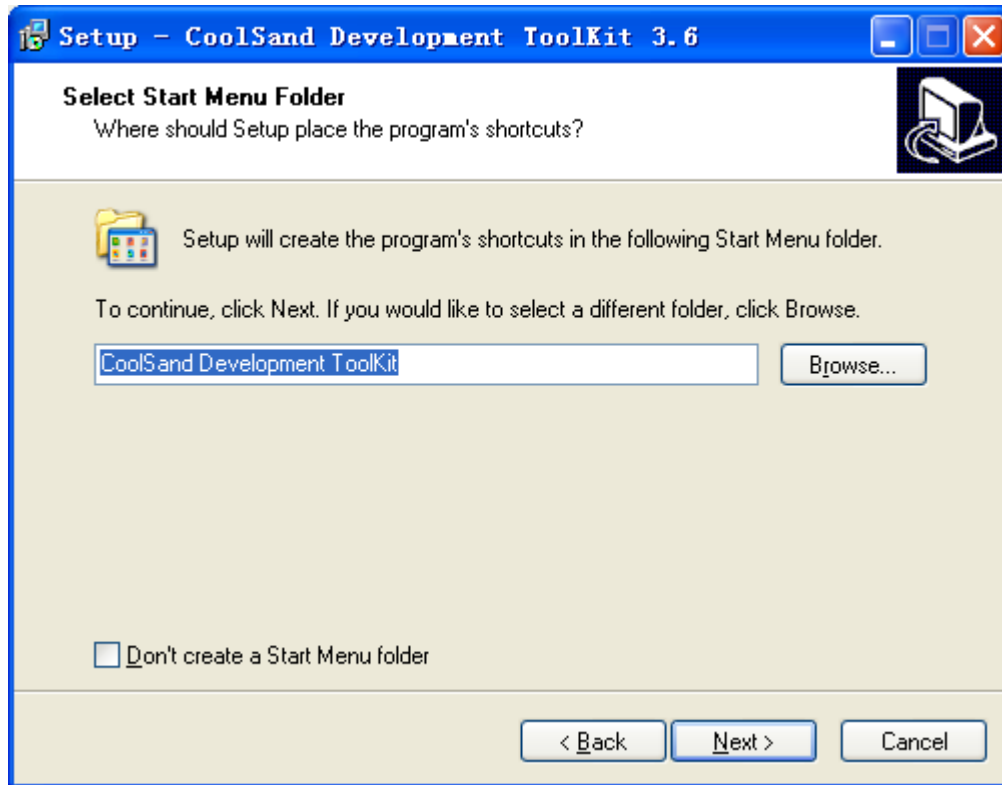 Setup - CoolSand Development ToolKit 3.6
Select Start Menu Folder
Where should Setup place the program's shortcuts?
Setup will create the program's shortcuts in the following Start Menu folder.
To continue, click Next. If you would like to select a different folder, click Browse.
CoolSand Development ToolKit
Browse...
Don't create a Start Menu folder
< Back
Next >
Cancel